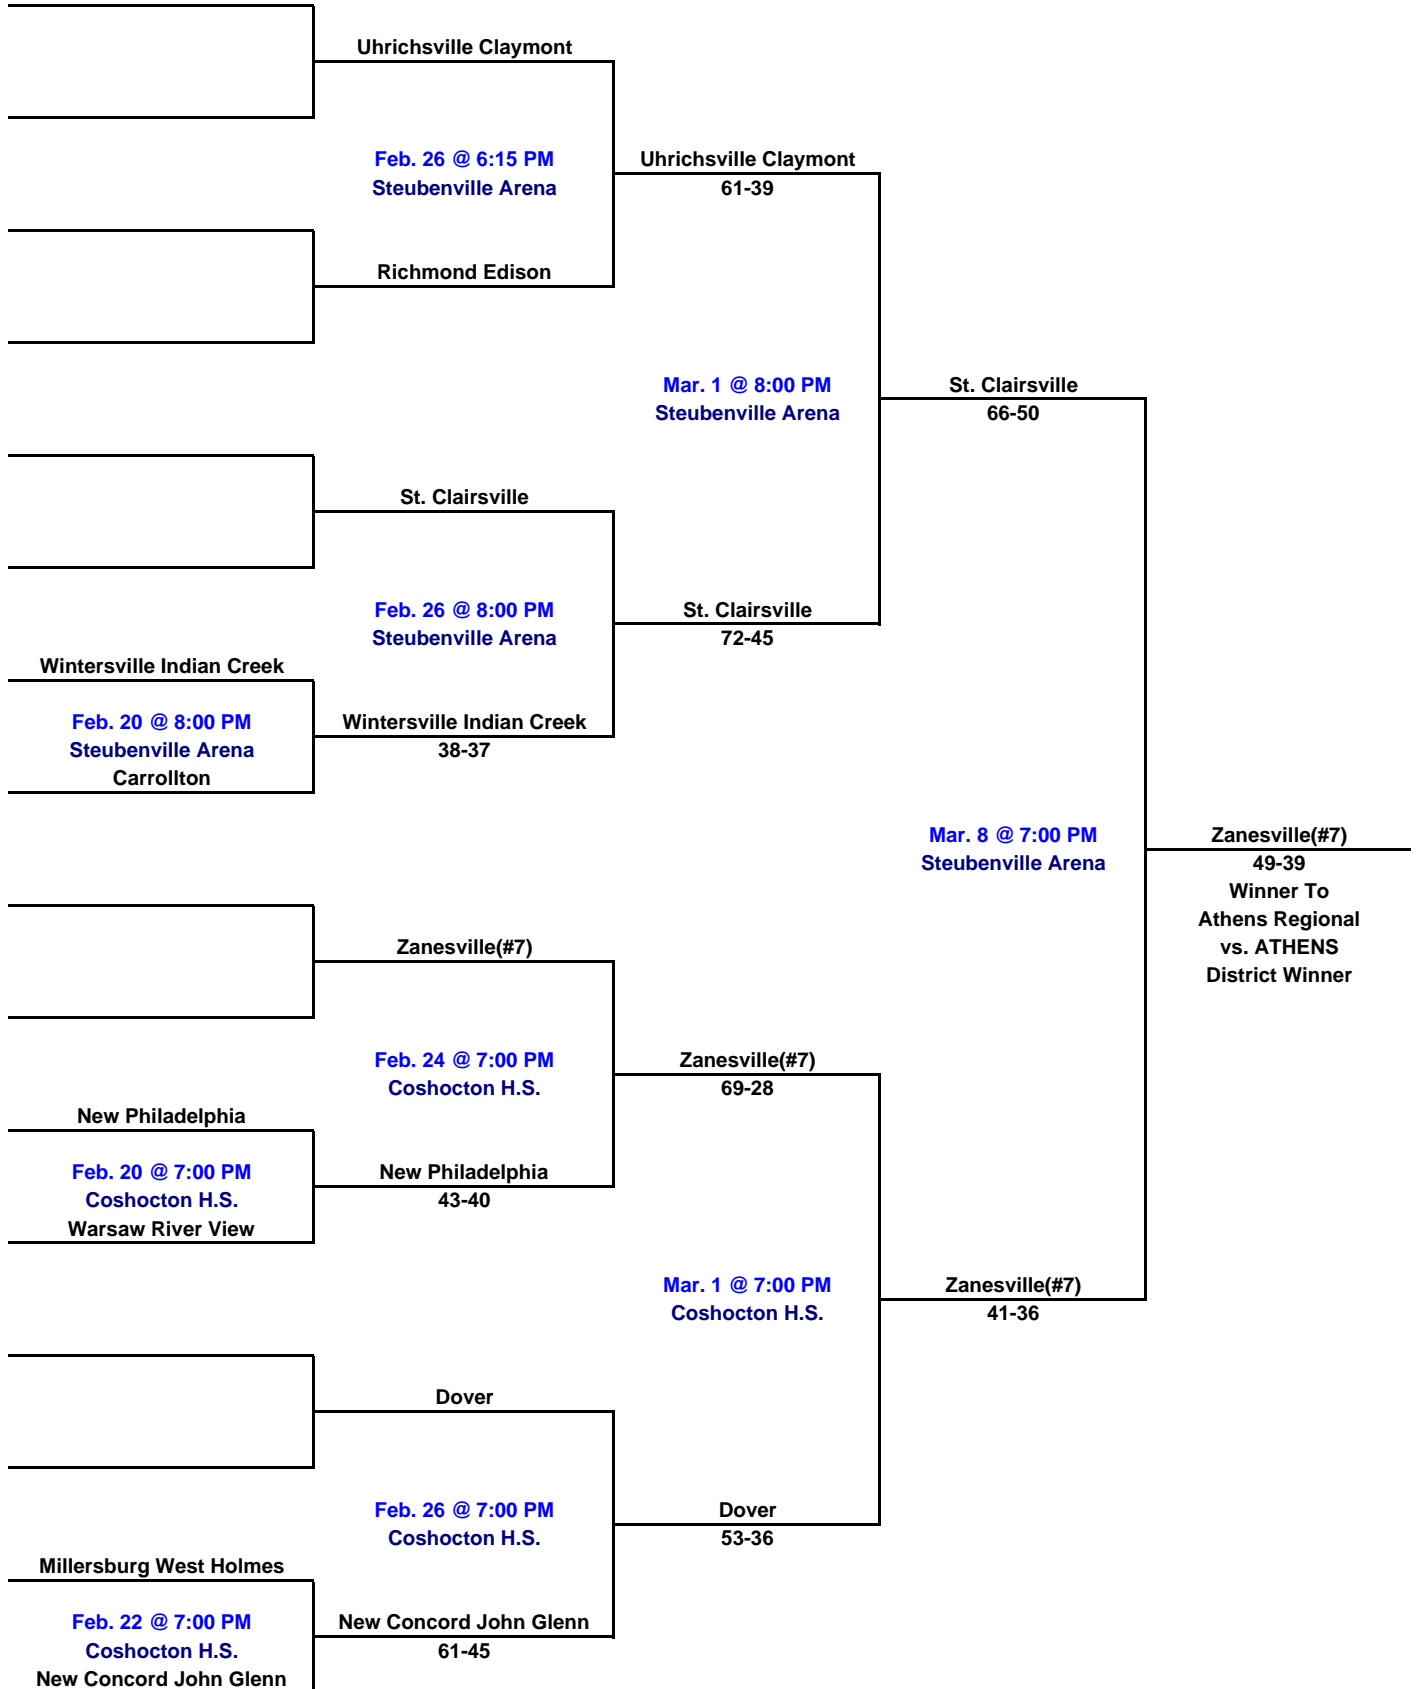 Uhrichsville Claymont
Feb. 26 @ 6:15 PM
Steubenville Arena
Uhrichsville Claymont
61-39
Richmond Edison
Mar. 1 @ 8:00 PM
Steubenville Arena
St. Clairsville
66-50
St. Clairsville
Feb. 26 @ 8:00 PM
Steubenville Arena
St. Clairsville
72-45
Wintersville Indian Creek
Feb. 20 @ 8:00 PM
Steubenville Arena
Carrollton
Wintersville Indian Creek
38-37
Mar. 8 @ 7:00 PM
Steubenville Arena
Zanesville(#7)
49-39
Winner To
Athens Regional
vs. ATHENS
District Winner
Zanesville(#7)
Feb. 24 @ 7:00 PM
Coshocton H.S.
Zanesville(#7)
69-28
New Philadelphia
Feb. 20 @ 7:00 PM
Coshocton H.S.
Warsaw River View
New Philadelphia
43-40
Mar. 1 @ 7:00 PM
Coshocton H.S.
Zanesville(#7)
41-36
Dover
Feb. 26 @ 7:00 PM
Coshocton H.S.
Dover
53-36
Millersburg West Holmes
Feb. 22 @ 7:00 PM
Coshocton H.S.
New Concord John Glenn
New Concord John Glenn
61-45